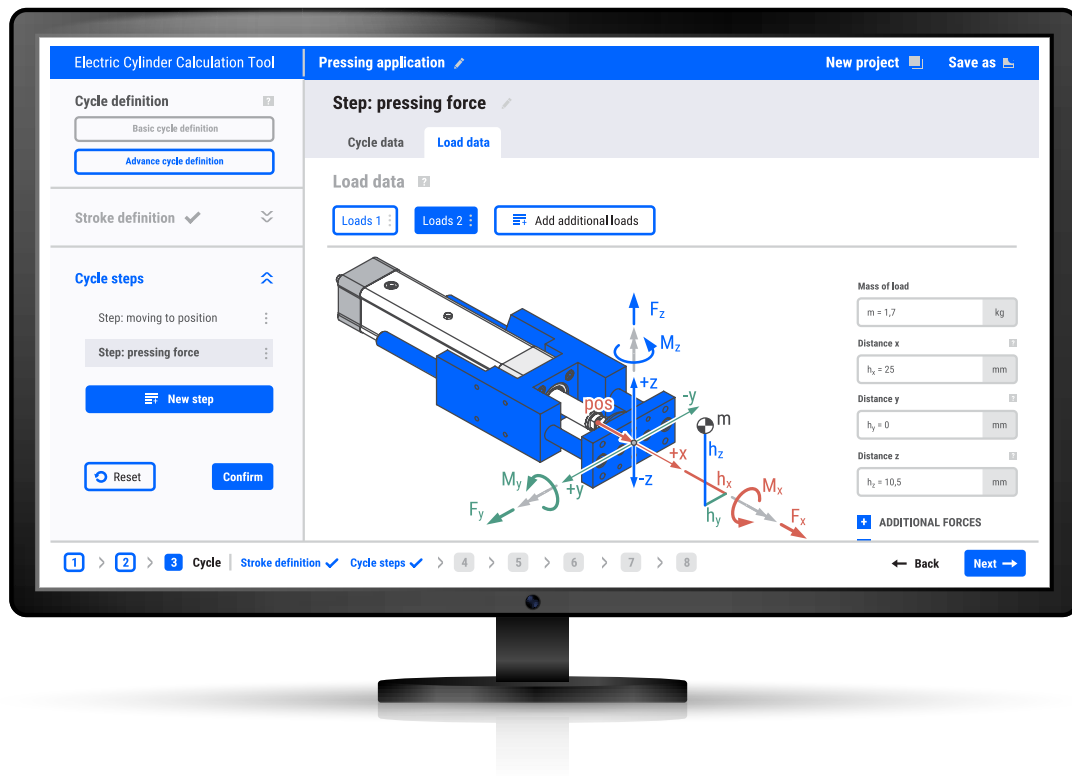 Electric Cylinder Calculation Tool
Pressing application
New project
Save as
Cycle definition ?
Basic cycle definition
Advance cycle definition
Stroke definition
Cycle steps
Step: moving to position
Step: pressing force
New step
Reset
Confirm
Step: pressing force
Cycle data
Load data
Load data ?
Loads 1
Loads 2
Add additional loads
Fz
Mz
+z
-y
pos
m
hz
+x
-z
hx
Mx
My
+y
Fy
hy
Fx
Mass of load
m = 1,7 kg
Distance x ?
hx = 25 mm
Distance y ?
hy = 0 mm
Distance z ?
hz = 10,5 mm
+ ADDITIONAL FORCES
1 > 2 > 3 Cycle Stroke definition Cycle steps > 4 > 5 > 6 > 7 > 8
Back
Next